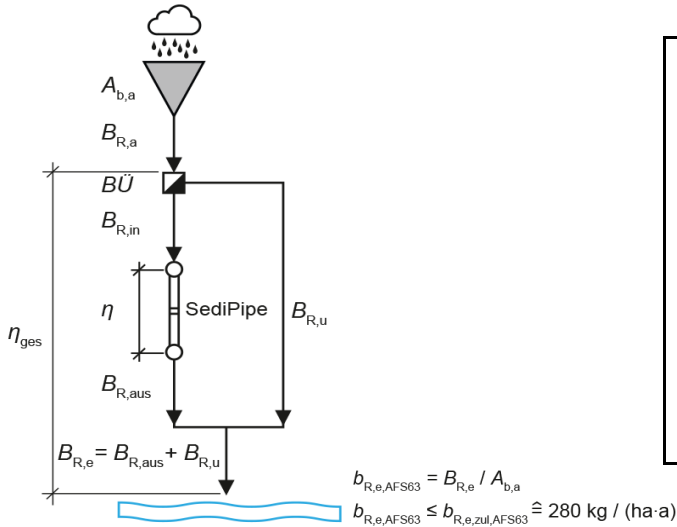 A_b,a
B_R,a
BÜ
B_R,in
η
SediPipe
B_R,u
η_ges
B_R,aus
B_R,e = B_R,aus + B_R,u
b_R,e,AFS63 = B_R,e / A_b,a
b_R,e,AFS63 ≤ b_R,e,zul,AFS63 ≙ 280 kg / (ha·a)